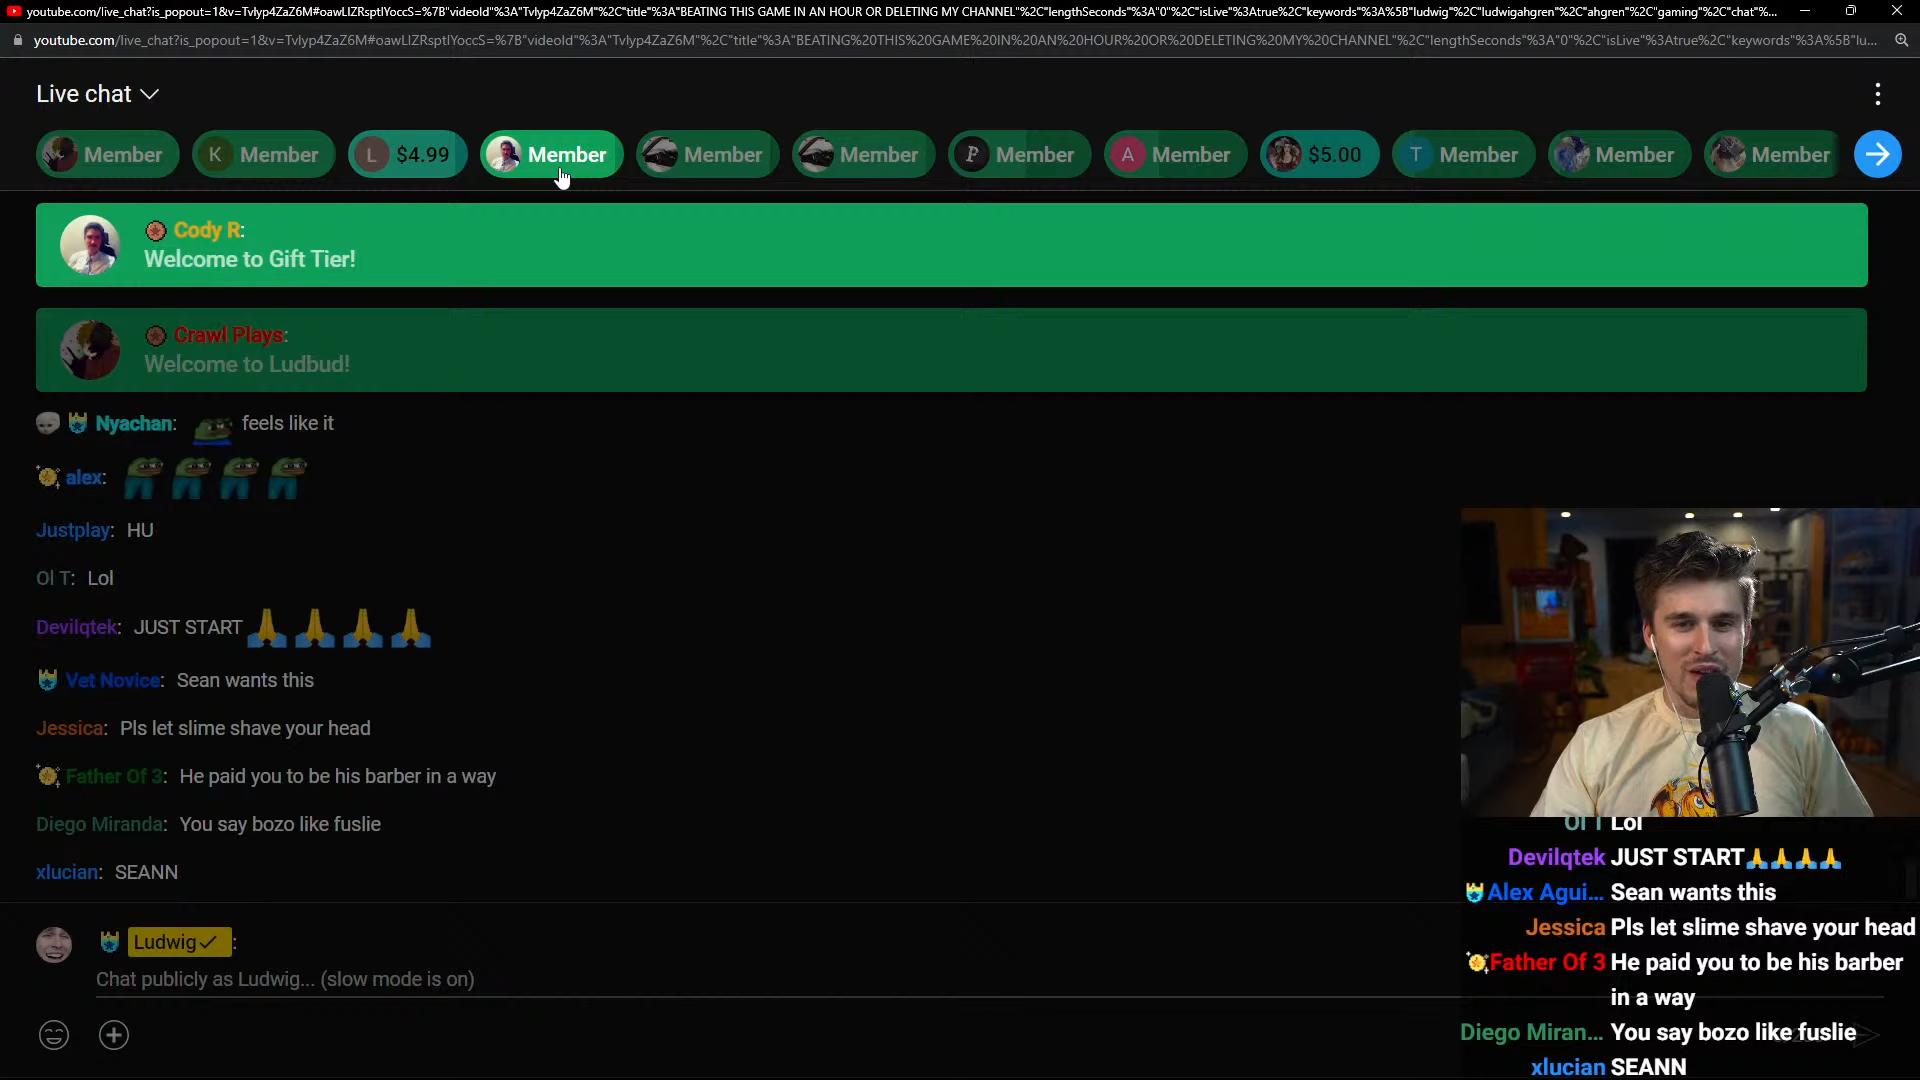 youtube.com/live_chat?is_popout=1&v=Tvlyp4ZaZ6M#oawLIZRsptlYoccS=%7B"videoId"%3A"Tvlyp4ZaZ6M"%2C"title"%3A"BEATING THIS GAME IN AN HOUR OR DELETING MY CHANNEL"%2C"lengthSeconds"%3A"0"%2C"isLive"%3Atrue%2C"keywords"%3A%5B"ludwig"%2C"ludwigahgren"%2C"ahgren"%2C"gaming"%2C"chat"%...
youtube.com/live_chat?is_popout=1&v=Tvlyp4ZaZ6M#oawLIZRsptlYoccS=%7B"videoId"%3A"Tvlyp4ZaZ6M"%2C"title"%3A"BEATING%20THIS%20GAME%20IN%20AN%20HOUR%20OR%20DELETING%20MY%20CHANNEL"%2C"lengthSeconds"%3A"0"%2C"isLive"%3Atrue%2C"keywords"%3A%5B"lu...
Live chat
Member K Member L $4.99 Member Member Member P Member A Member $5.00 T Member Member Member
Cody R:
Welcome to Gift Tier!
Crawl Plays:
Welcome to Ludbud!
Nyachan: feels like it
alex:
Justplay: HU
Ol T: Lol
Devilqtek: JUST START🙏🙏🙏🙏
Vet Novice: Sean wants this
Jessica: Pls let slime shave your head
Father Of 3: He paid you to be his barber in a way
Diego Miranda: You say bozo like fuslie
xlucian: SEANN
Ludwig✓:
Chat publicly as Ludwig... (slow mode is on)
Ol T Lol
Devilqtek JUST START🙏🙏🙏🙏
Alex Agui... Sean wants this
Jessica Pls let slime shave your head
Father Of 3 He paid you to be his barber
in a way
Diego Miran... You say bozo like fuslie
xlucian SEANN